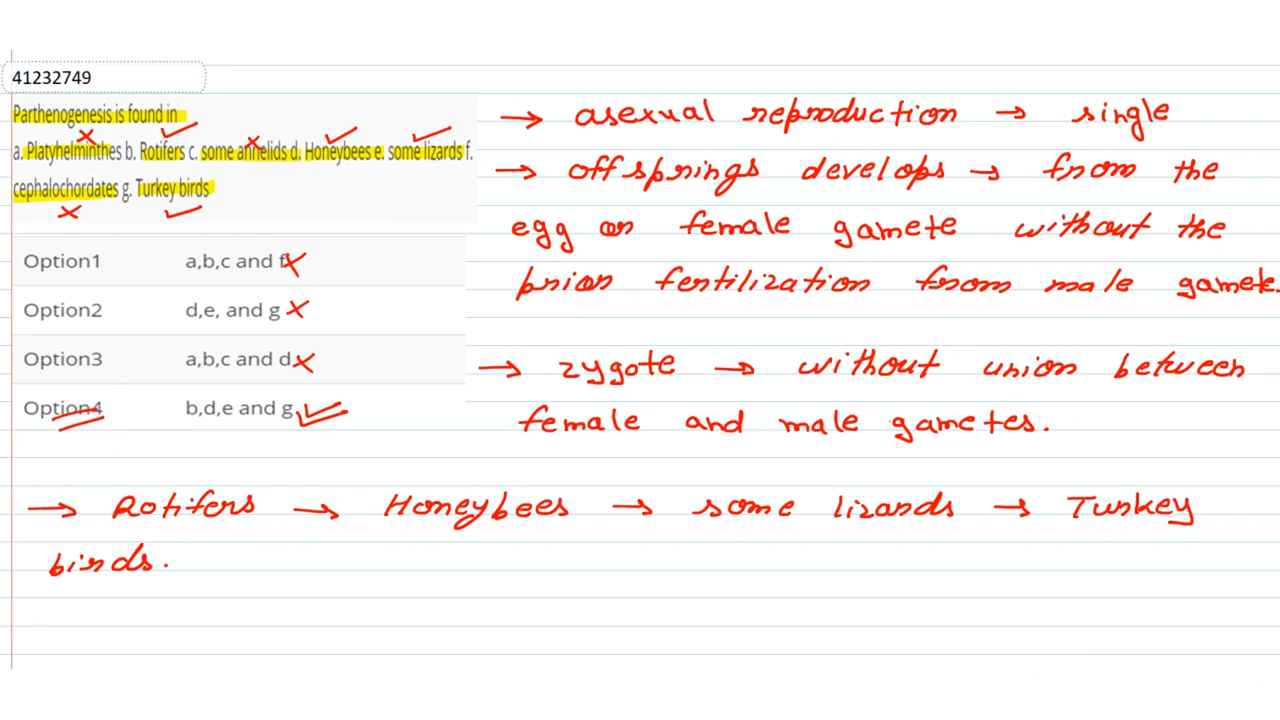 41232749
Parthenogenesis is found in
a. Platyhelminthes b. Rotifers c. some annelids d. Honeybees e. some lizards f.
cephalochordates g. Turkey birds
Option1 a,b,c and f
Option2 d,e, and g
Option3 a,b,c and d
Option4 b,d,e and g
→ asexual reproduction → single
→ offsprings develops → from the
egg or female gamete without the
prior fertilization from male gamete.
→ zygote → without union between
female and male gametes.
→ Rotifers → Honeybees → some lizards → Turkey
birds.